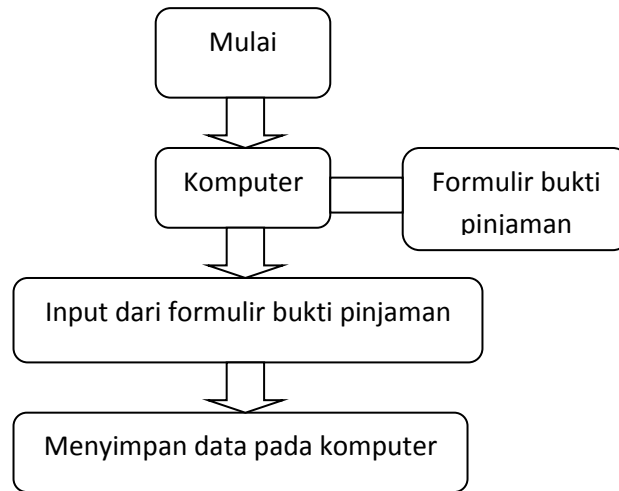 Mulai
Komputer
Formulir bukti
pinjaman
Input dari formulir bukti pinjaman
Menyimpan data pada komputer